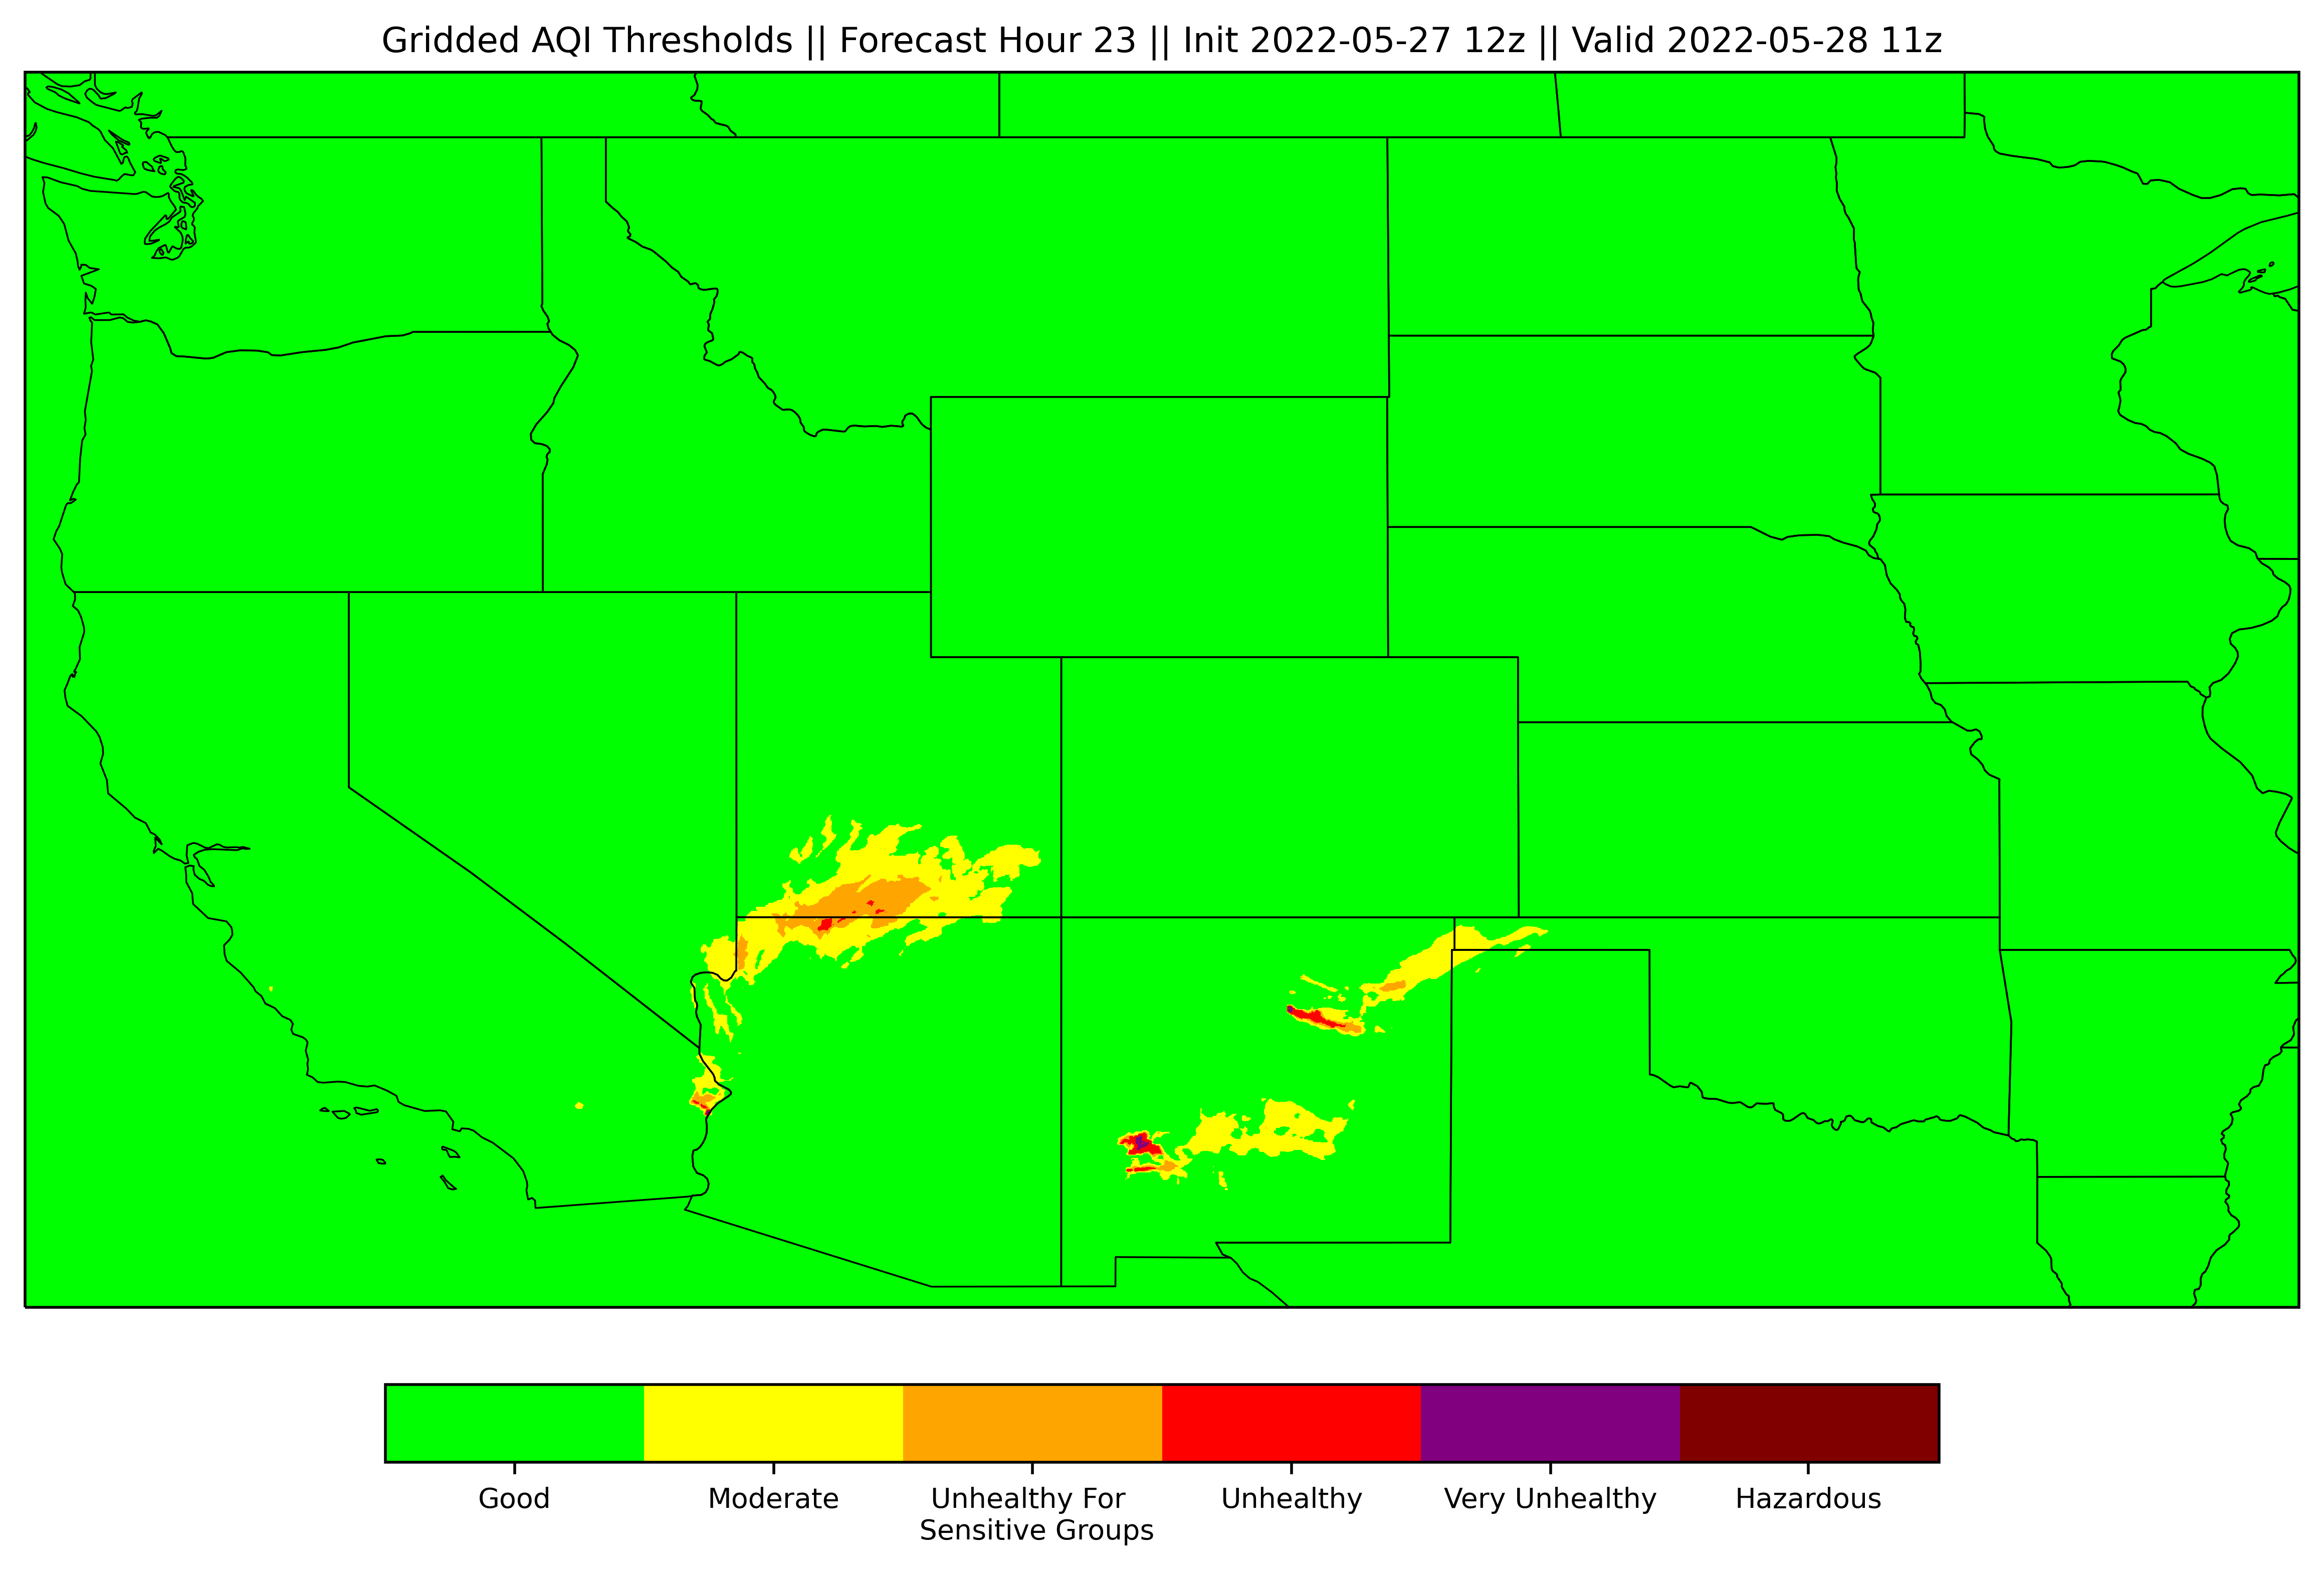 Gridded AQI Thresholds || Forecast Hour 23 || Init 2022-05-27 12z || Valid 2022-05-28 11z
Good
Moderate
Unhealthy For
Sensitive Groups
Unhealthy
Very Unhealthy
Hazardous